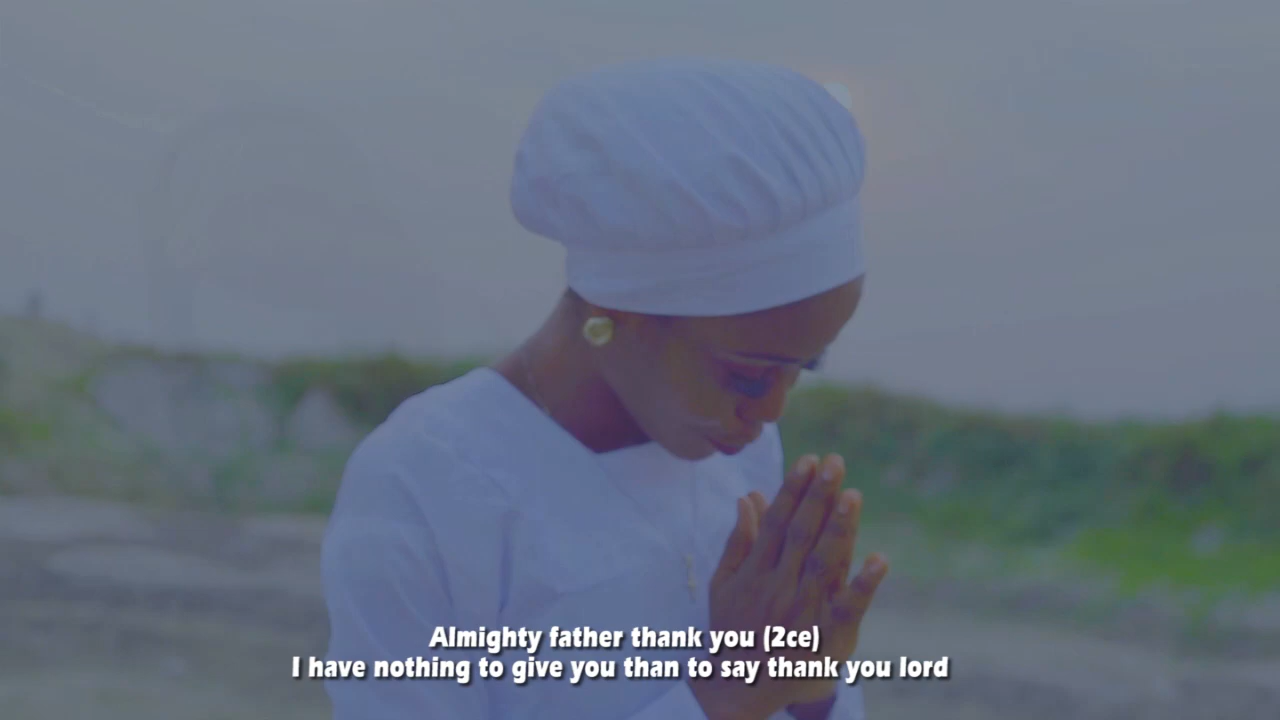 Almighty father thank you (2ce)
I have nothing to give you than to say thank you lord